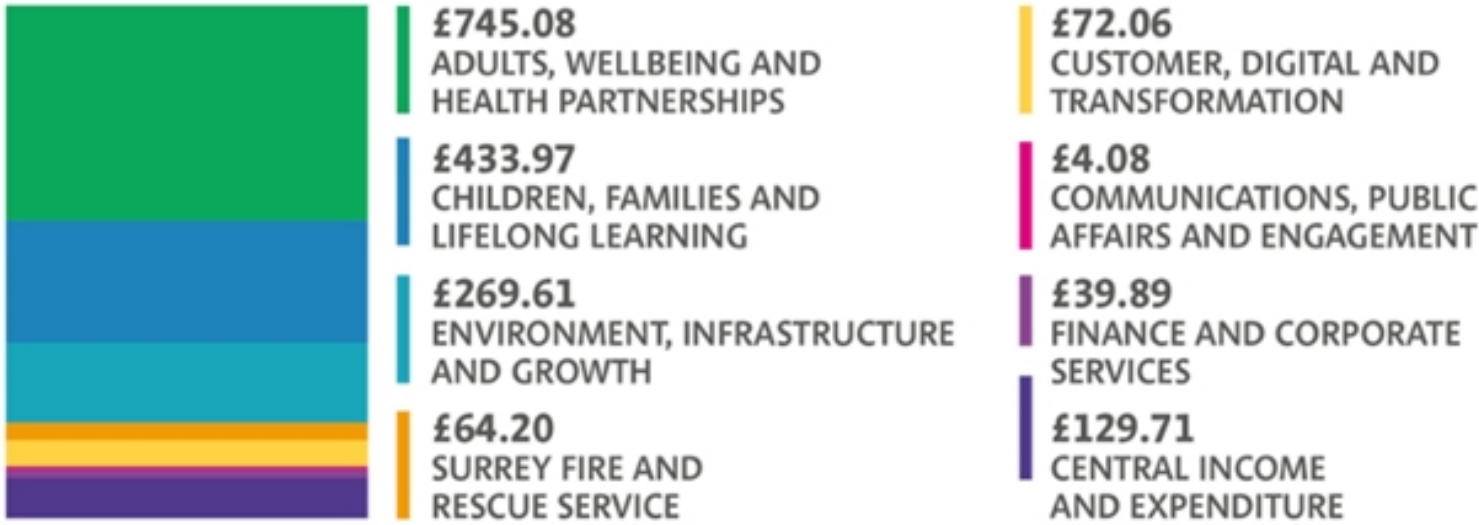 £745.08
ADULTS, WELLBEING AND
HEALTH PARTNERSHIPS
£433.97
CHILDREN, FAMILIES AND
LIFELONG LEARNING
£269.61
ENVIRONMENT, INFRASTRUCTURE
AND GROWTH
£64.20
SURREY FIRE AND
RESCUE SERVICE
£72.06
CUSTOMER, DIGITAL AND
TRANSFORMATION
£4.08
COMMUNICATIONS, PUBLIC
AFFAIRS AND ENGAGEMENT
£39.89
FINANCE AND CORPORATE
SERVICES
£129.71
CENTRAL INCOME
AND EXPENDITURE